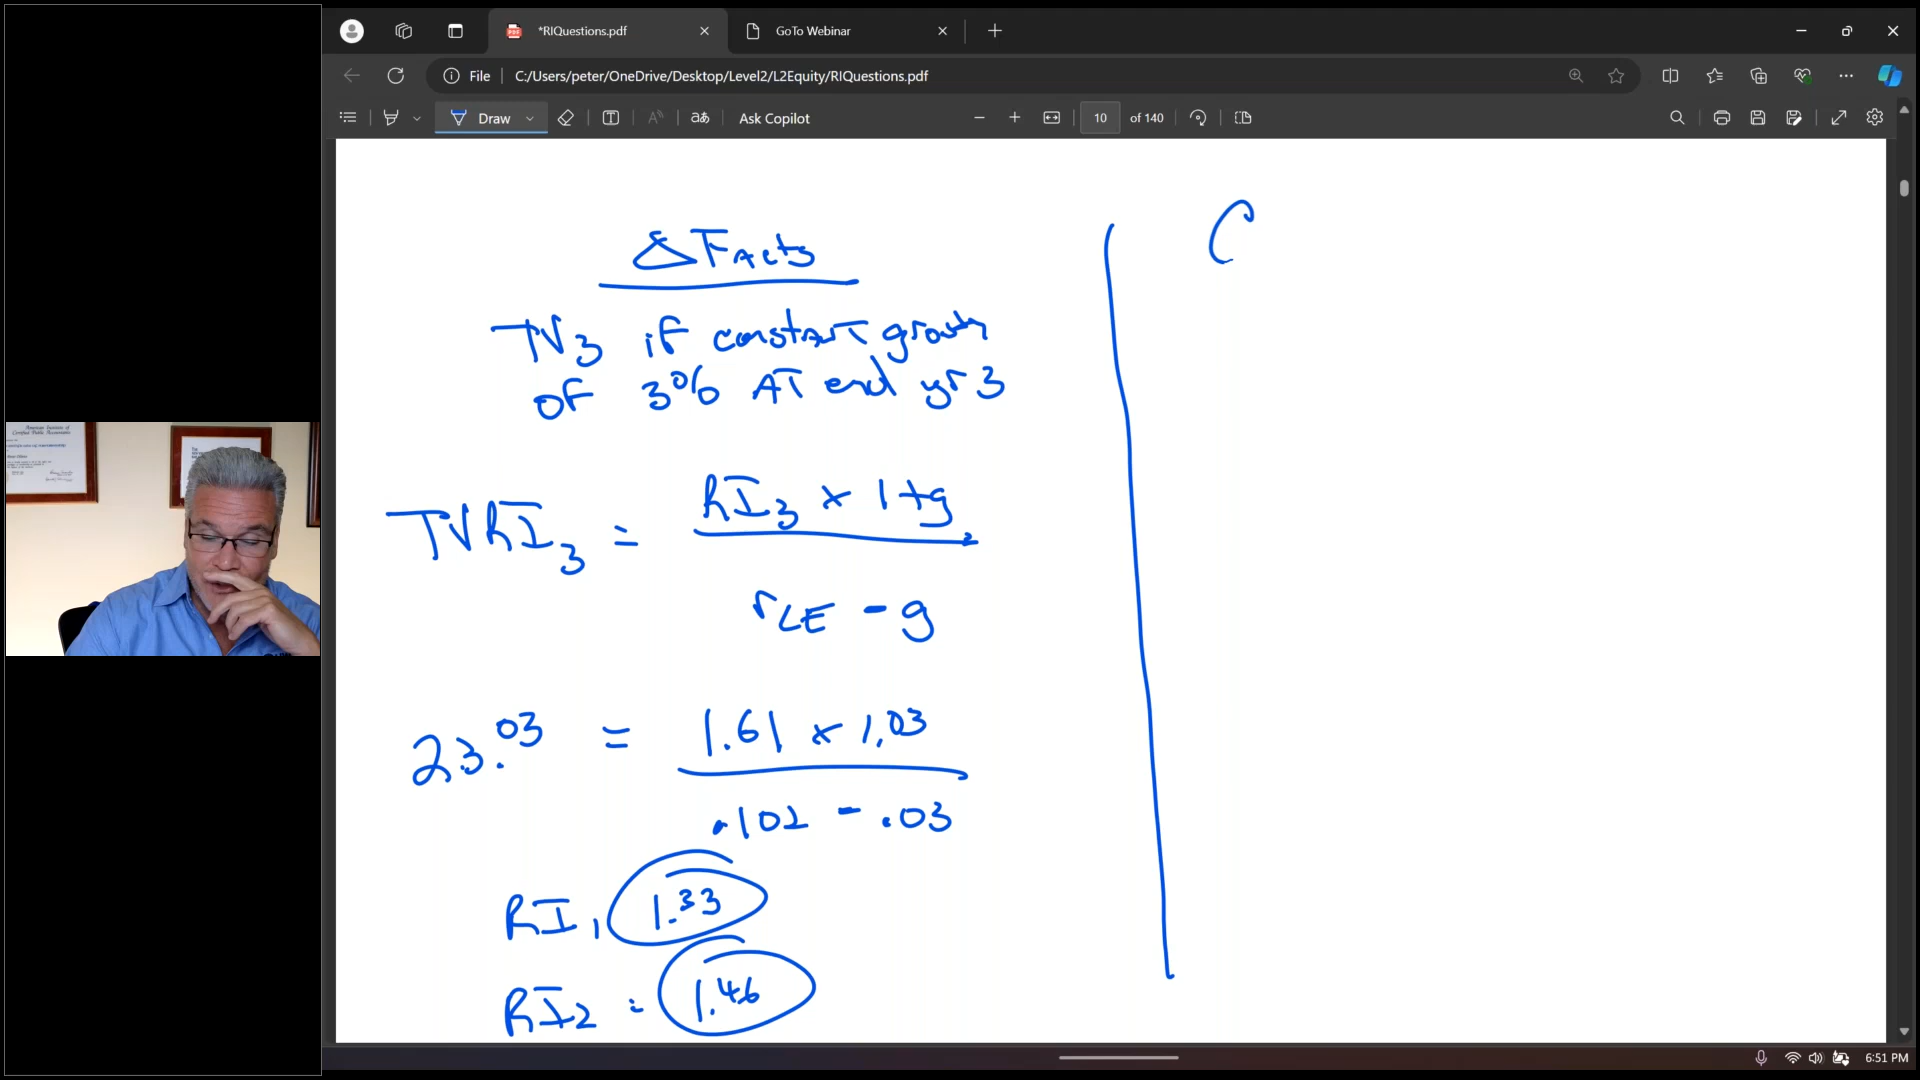 *RIQuestions.pdf
GoTo Webinar
File
C:/Users/peter/OneDrive/Desktop/Level2/L2Equity/RIQuestions.pdf
Draw
Ask Copilot
10 of 140
Δ Facts
TV3 if constant growth
of 3% AT end yr 3
TVRI3 = RI3 x 1+g
rCE - g
23.03 = 1.61 x 1.03
.102 - .03
RI1 1.33
RI2 = 1.46
6:51 PM